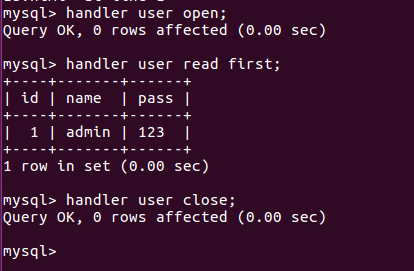 mysql> handler user open;
Query OK, 0 rows affected (0.00 sec)
mysql> handler user read first;
+----+-------+------+
| id | name  | pass |
+----+-------+------+
|  1 | admin | 123  |
+----+-------+------+
1 row in set (0.00 sec)
mysql> handler user close;
Query OK, 0 rows affected (0.00 sec)
mysql>